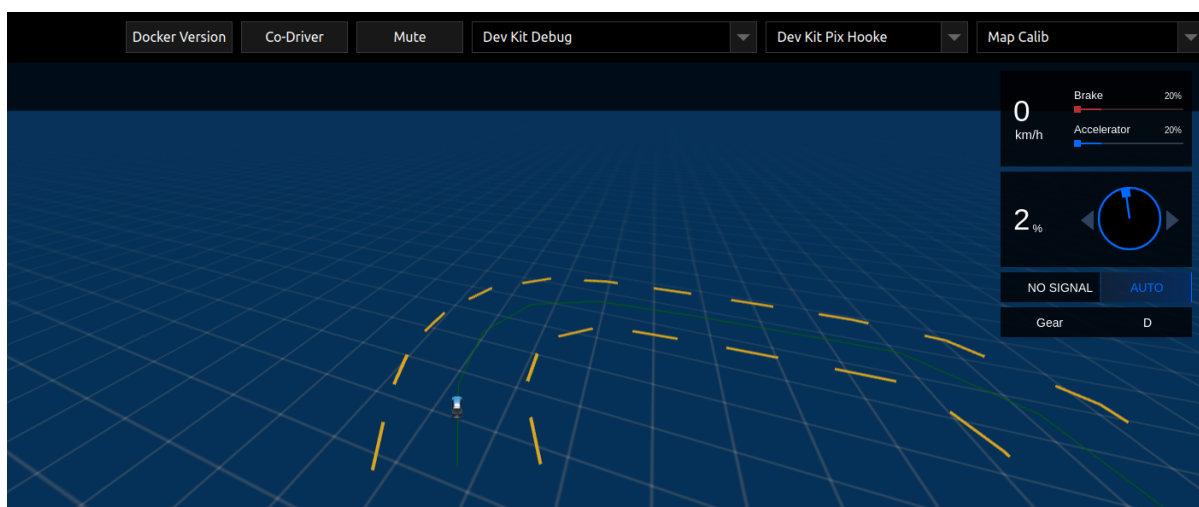 Docker Version Co-Driver Mute Dev Kit Debug Dev Kit Pix Hooke Map Calib
0
km/h
Brake 20%
Accelerator 20%
2 %
NO SIGNAL AUTO
Gear D